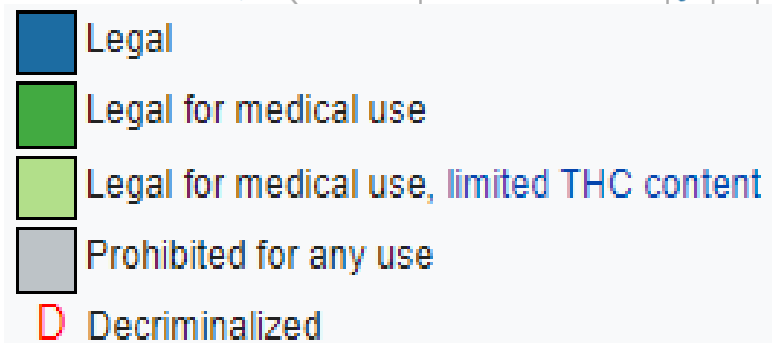 Legal
Legal for medical use
Legal for medical use, limited THC content
Prohibited for any use
D Decriminalized